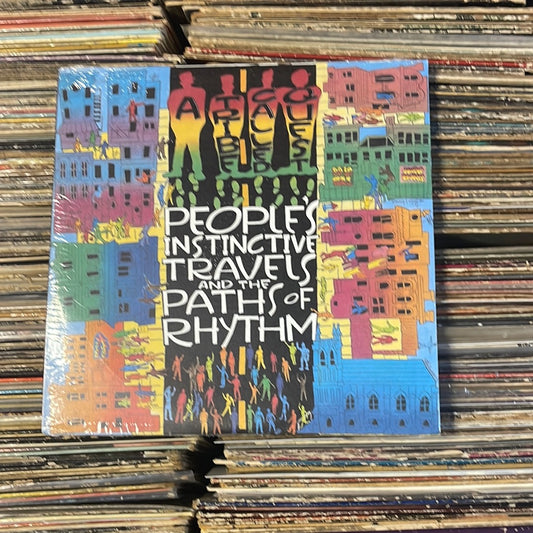 A TRIBE CALLED QUEST
PEOPLE'S
INSTINCTIVE
TRAVELS
AND THE
PATHS OF
RHYTHM